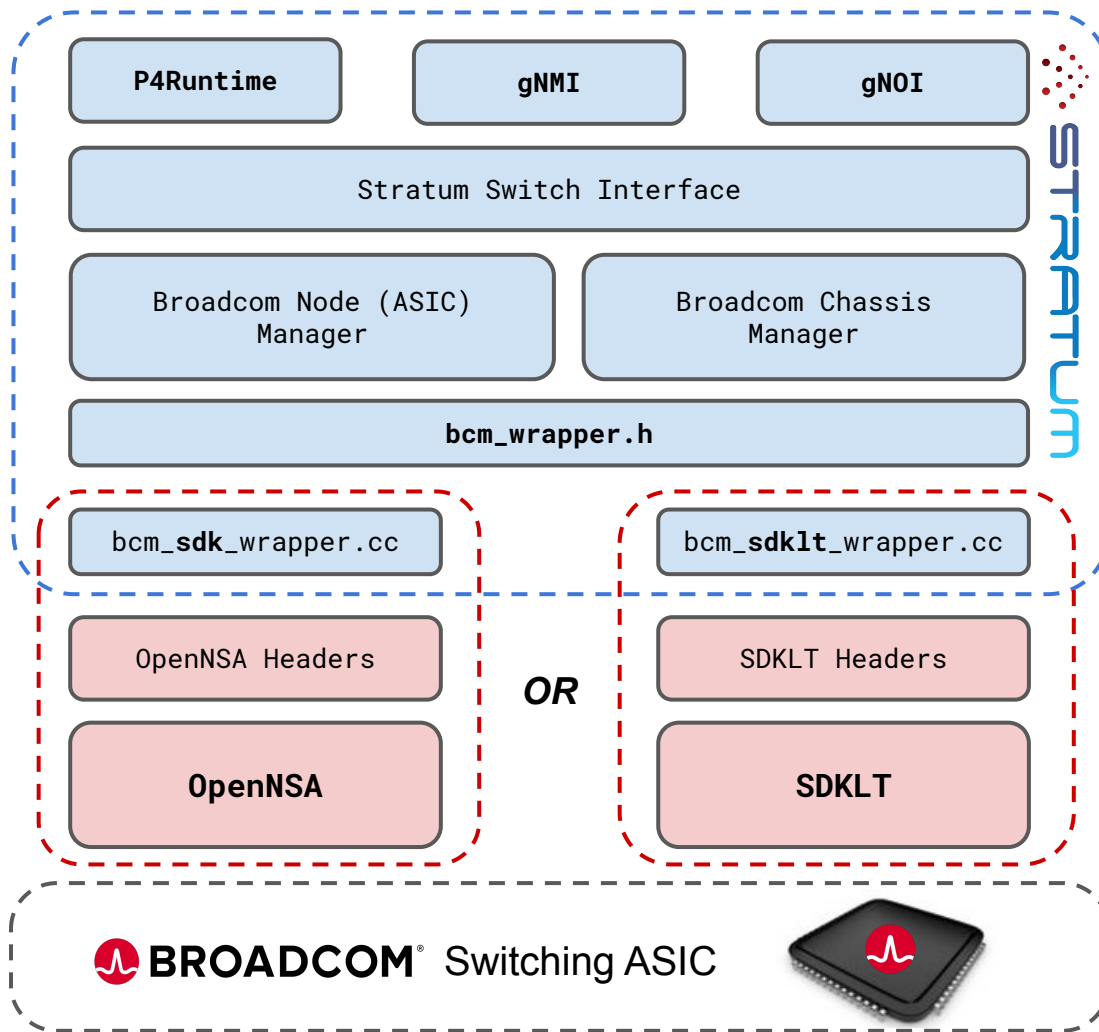 P4Runtime
gNMI
gNOI
STRATUM
Stratum Switch Interface
Broadcom Node (ASIC)
Manager
Broadcom Chassis
Manager
bcm_wrapper.h
bcm_sdk_wrapper.cc
bcm_sdklt_wrapper.cc
OpenNSA Headers
SDKLT Headers
OR
OpenNSA
SDKLT
BROADCOM® Switching ASIC